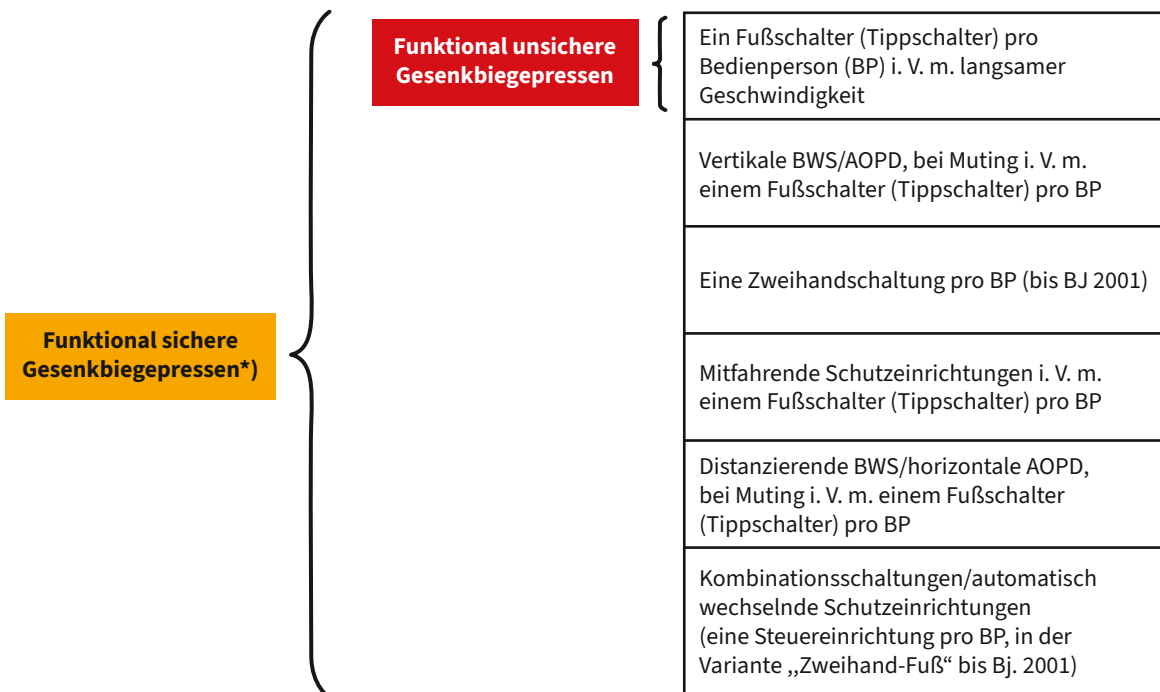 Funktional unsichere
Gesenkbiegepressen
Ein Fußschalter (Tippschalter) pro
Bedienperson (BP) i. V. m. langsamer
Geschwindigkeit
Vertikale BWS/AOPD, bei Muting i. V. m.
einem Fußschalter (Tippschalter) pro BP
Eine Zweihandschaltung pro BP (bis BJ 2001)
Funktional sichere
Gesenkbiegepressen*)
Mitfahrende Schutzeinrichtungen i. V. m.
einem Fußschalter (Tippschalter) pro BP
Distanzierende BWS/horizontale AOPD,
bei Muting i. V. m. einem Fußschalter
(Tippschalter) pro BP
Kombinationsschaltungen/automatisch
wechselnde Schutzeinrichtungen
(eine Steuereinrichtung pro BP, in der
Variante ,,Zweihand-Fuß“ bis Bj. 2001)